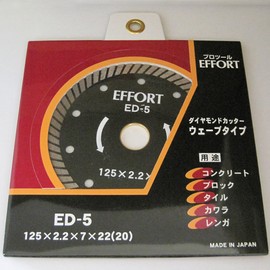 プロツール
EFFORT
EFFORT
ED-5
ダイヤモンドカッター
ウェーブタイプ
125×2.2×
用途
コンクリート
ブロック
タイル
カワラ
レンガ
ED-5
125×2.2×7×22(20)
MADE IN JAPAN